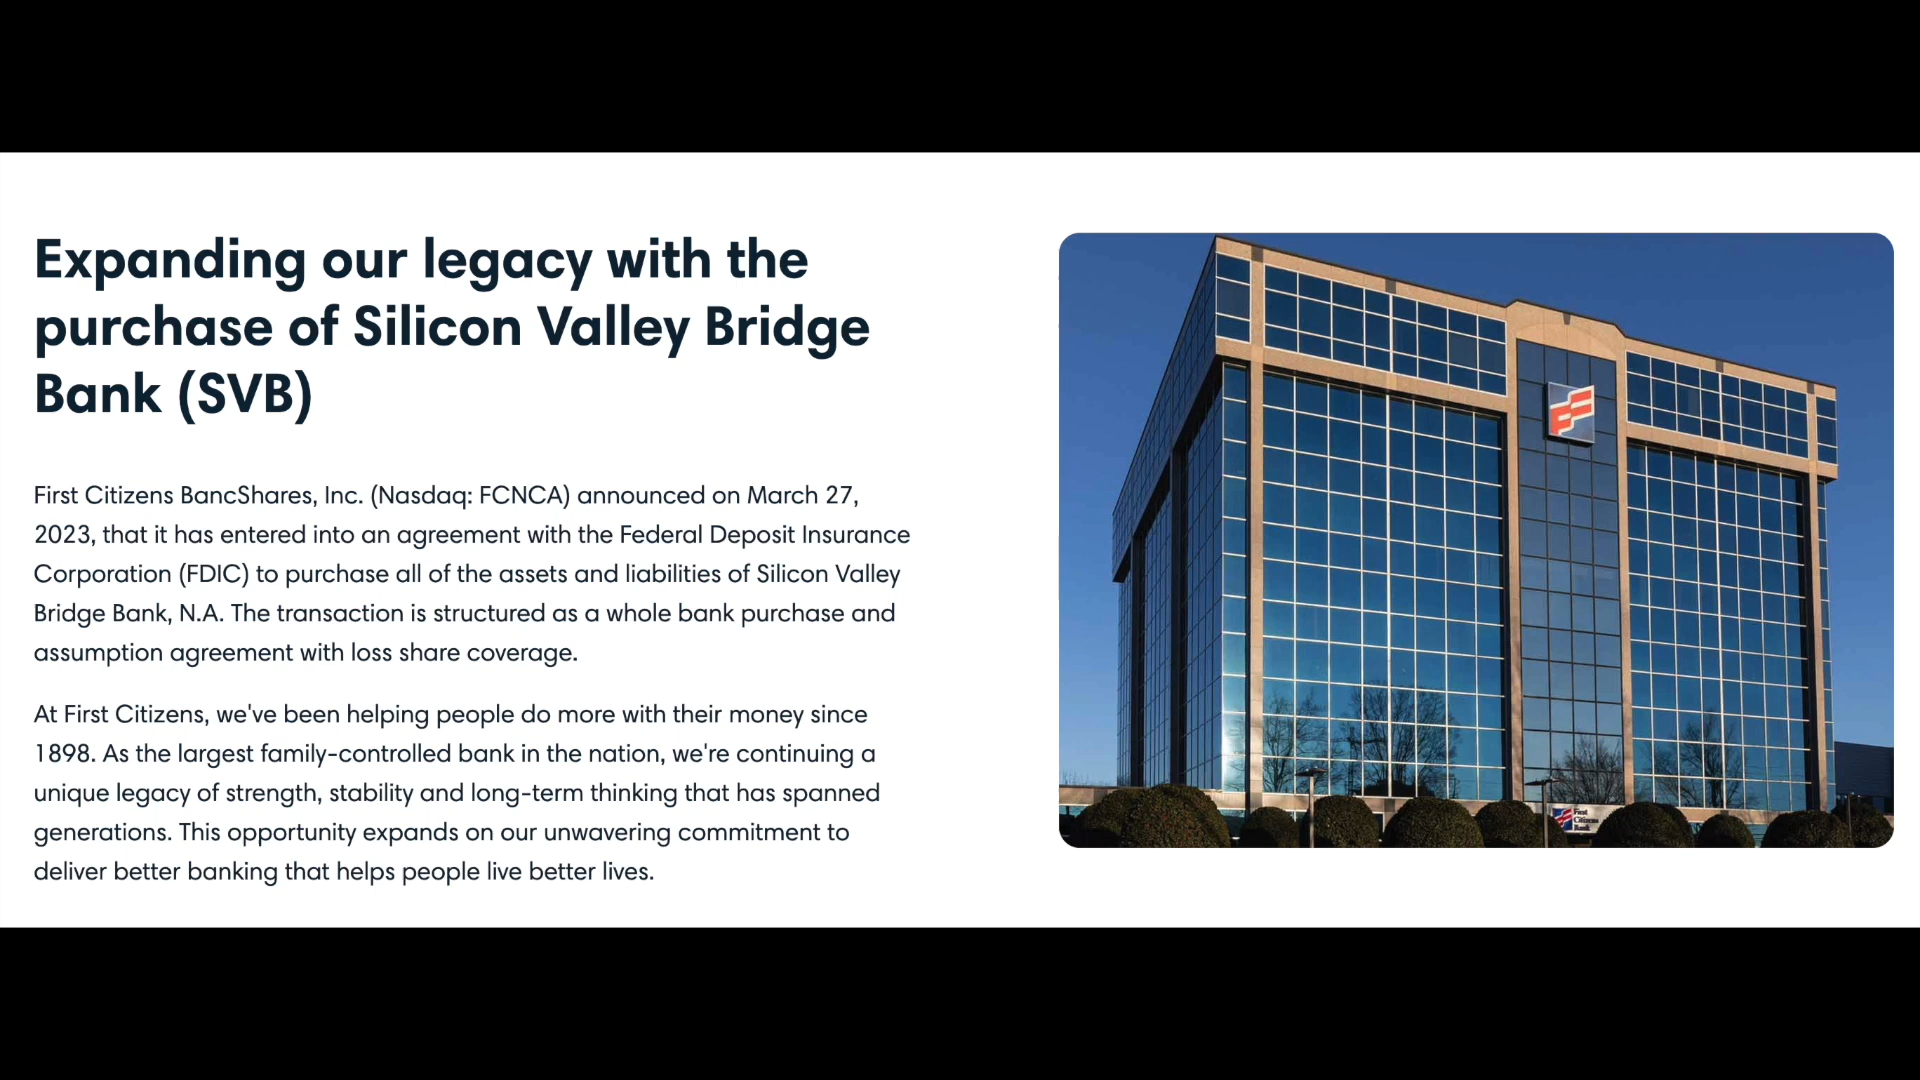 Expanding our legacy with the
purchase of Silicon Valley Bridge
Bank (SVB)
First Citizens BancShares, Inc. (Nasdaq: FCNCA) announced on March 27,
2023, that it has entered into an agreement with the Federal Deposit Insurance
Corporation (FDIC) to purchase all of the assets and liabilities of Silicon Valley
Bridge Bank, N.A. The transaction is structured as a whole bank purchase and
assumption agreement with loss share coverage.
At First Citizens, we've been helping people do more with their money since
1898. As the largest family-controlled bank in the nation, we're continuing a
unique legacy of strength, stability and long-term thinking that has spanned
generations. This opportunity expands on our unwavering commitment to
deliver better banking that helps people live better lives.
First
Citizens
Bank